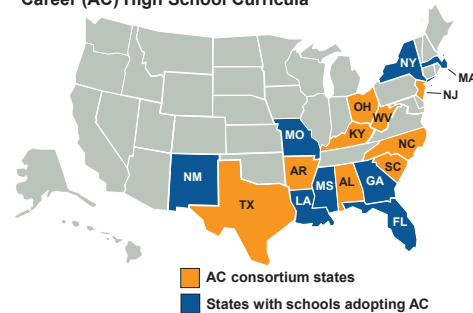 Career (AC) High School Curricula
NY
MA
NJ
OH
WV
KY
MO
NC
SC
AR
NM
MS
AL
GA
TX
LA
FL
AC consortium states
States with schools adopting AC